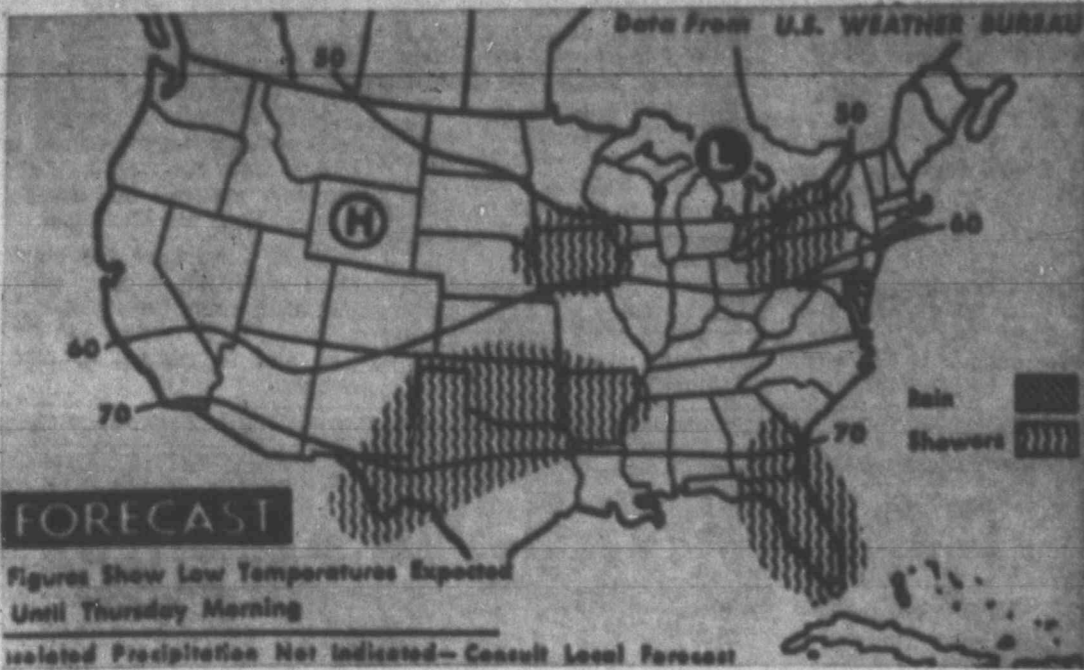 Data From U.S. WEATHER BUREAU
50
50
L
H
60
60
70
70
Rain
Showers
FORECAST
Figures Show Low Temperatures Expected
Until Thursday Morning
Isolated Precipitation Not Indicated—Consult Local Forecast